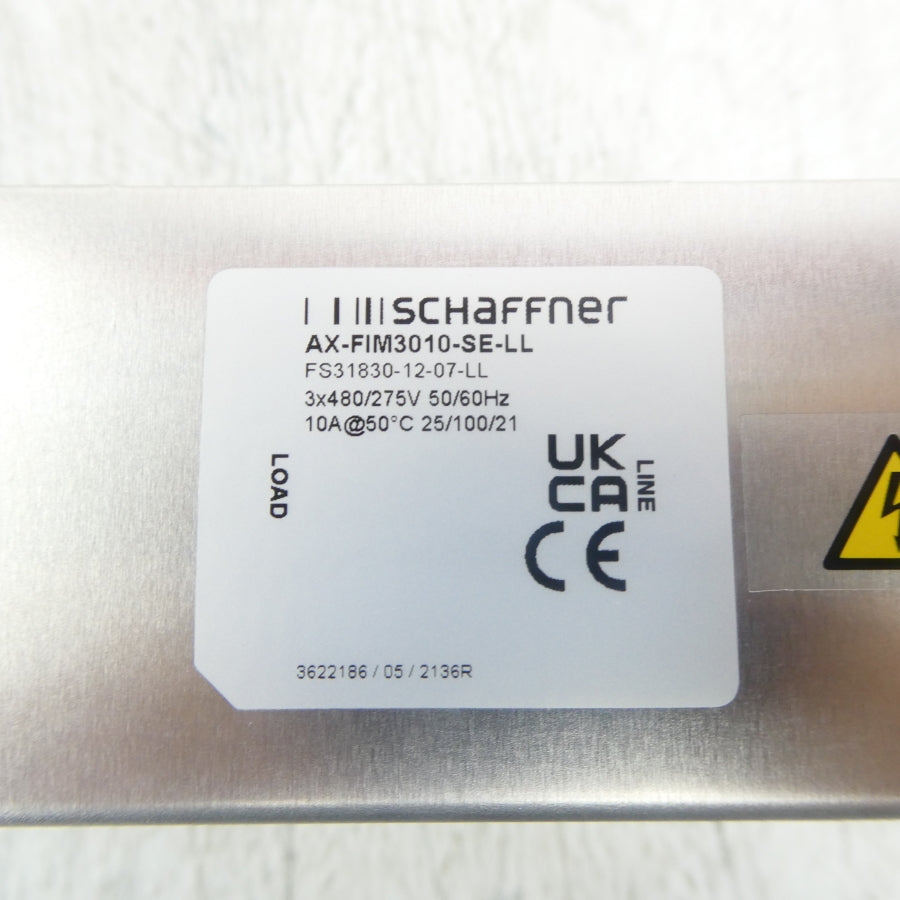 SCHaffner
AX-FIM3010-SE-LL
FS31830-12-07-LL
3x480/275V 50/60Hz
10A@50°C 25/100/21
LOAD
UK
CA
LINE
CE
3622186 / 05 / 2136R